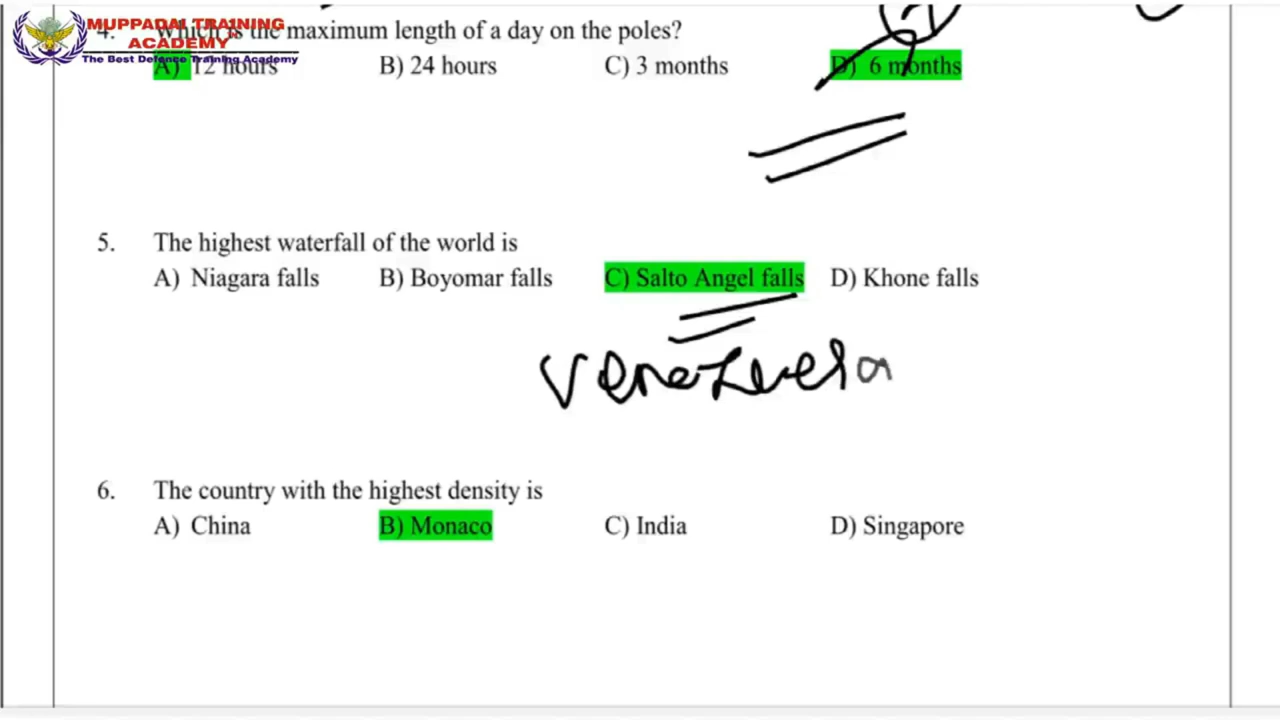 MUPPADAI TRAINING
ACADEMY
The Best Defence Training Academy
4. Which is the maximum length of a day on the poles?
A) 12 hours B) 24 hours C) 3 months D) 6 months
5. The highest waterfall of the world is
A) Niagara falls B) Boyomar falls C) Salto Angel falls D) Khone falls
Venezuela
6. The country with the highest density is
A) China B) Monaco C) India D) Singapore